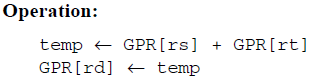 Operation:
temp ← GPR[rs] + GPR[rt]
GPR[rd] ← temp